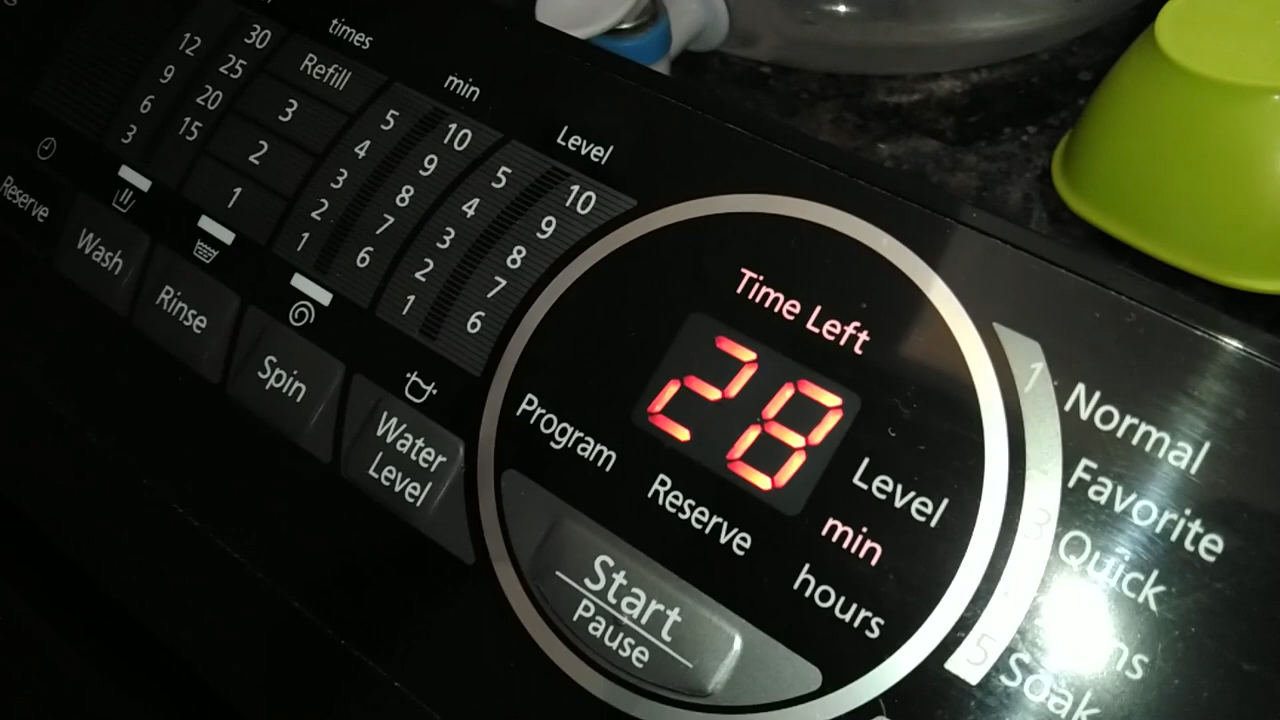 times
min
Level
12
9
6
3
30
25
20
15
Refill
3
2
1
5
4
3
2
1
10
9
8
7
6
5
4
3
2
1
10
9
8
7
6
Reserve
Wash
Rinse
Spin
Water
Level
Time Left
28
Program
Reserve
Level
min
hours
Start
Pause
1 Normal
Favorite
3 Quick
5 Soak